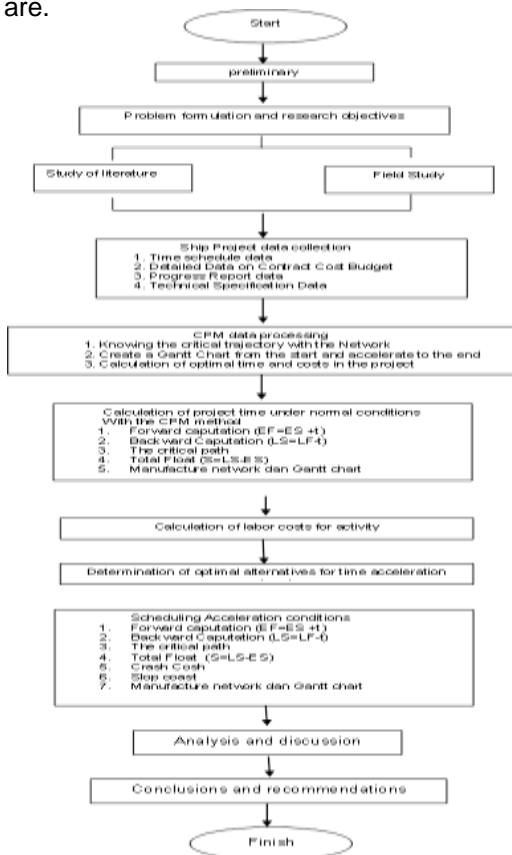 are.
Start
preliminary
Problem formulation and research objectives
Study of literature
Field Study
Ship Project data collection
1. Time schedule data
2. Detailed Data on Contract Cost Budget
3. Progress Report data
4. Technical Specification Data
CPM data processing
1. Knowing the critical trajectory with the Network
2. Create a Gantt Chart from the start and accelerate to the end
3. Calculation of optimal time and costs in the project
Calculation of project time under normal conditions
With the CPM method
1. Forward caputation (EF=ES +t)
2. Backward Caputation (LS=LF-t)
3. The critical path
4. Total Float (S=LS-ES)
5. Manufacture network dan Gantt chart
Calculation of labor costs for activity
Determination of optimal alternatives for time acceleration
Scheduling Acceleration conditions
1. Forward caputation (EF=ES +t)
2. Backward Caputation (LS=LF-t)
3. The critical path
4. Total Float (S=LS-ES)
5. Crash Cosh
6. Slop coast
7. Manufacture network dan Gantt chart
Analysis and discussion
Conclusions and recommendations
Finish